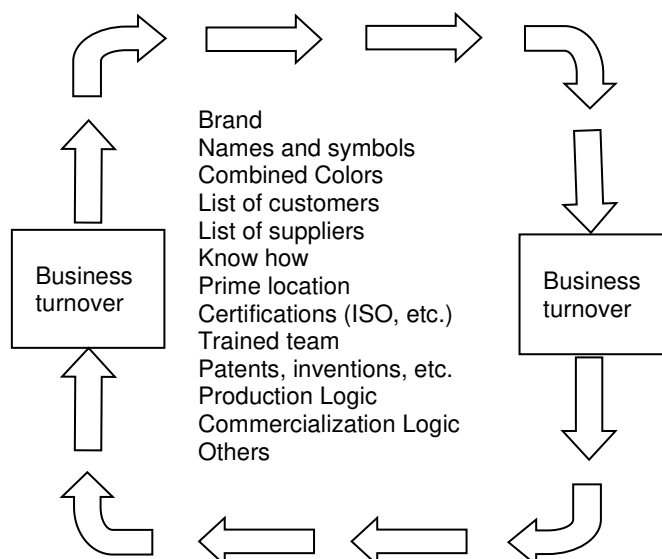 Brand
Names and symbols
Combined Colors
List of customers
List of suppliers
Know how
Prime location
Certifications (ISO, etc.)
Trained team
Patents, inventions, etc.
Production Logic
Commercialization Logic
Others
Business
turnover
Business
turnover